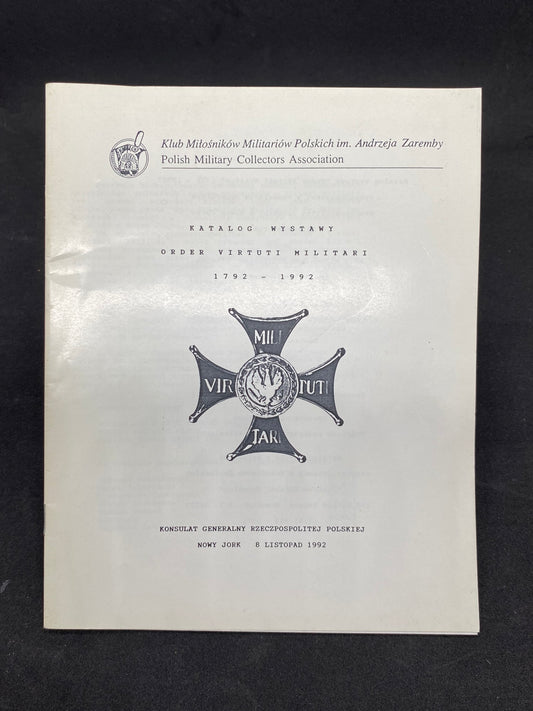 Klub Miłośników Militariów Polskich im. Andrzeja Zaremby
Polish Military Collectors Association
KATALOG WYSTAWY
ORDER VIRTUTI MILITARI
1792 - 1992
MILI
VIR TUTI
TARI
KONSULAT GENERALNY RZECZPOSPOLITEJ POLSKIEJ
NOWY JORK 8 LISTOPAD 1992